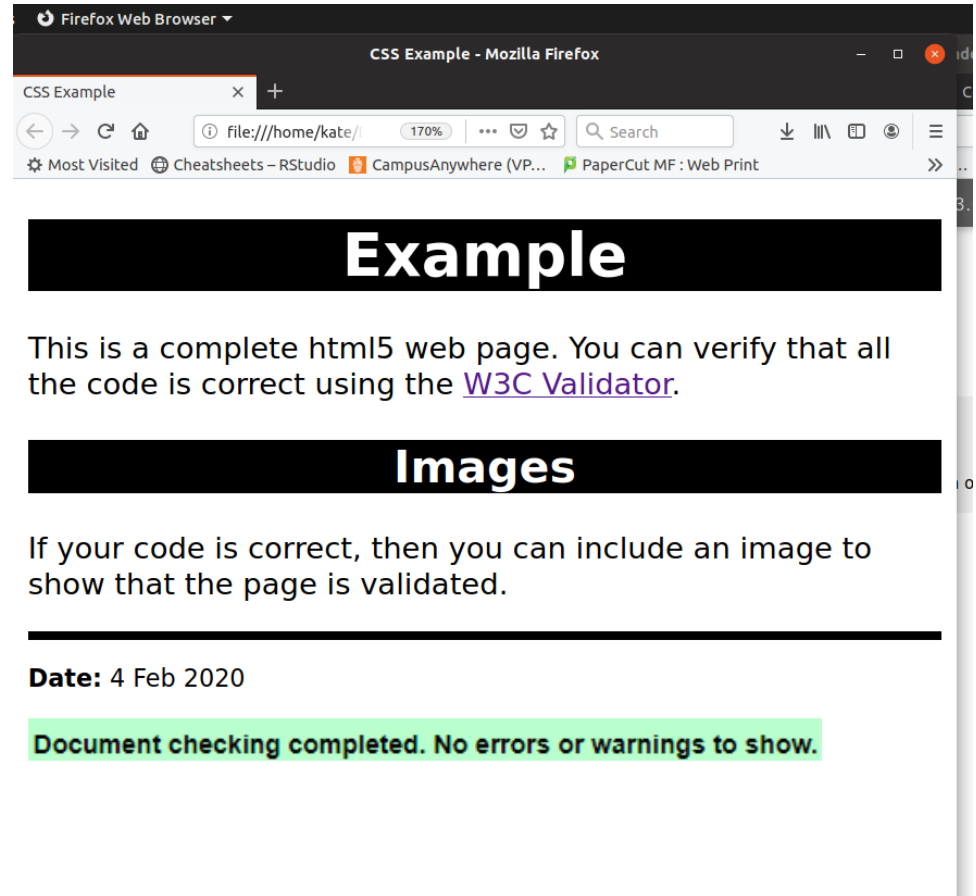 Firefox Web Browser
CSS Example - Mozilla Firefox
CSS Example
file:///home/kate/ 170% Search
Most Visited Cheatsheets – RStudio CampusAnywhere (VP... PaperCut MF : Web Print
Example
This is a complete html5 web page. You can verify that all
the code is correct using the W3C Validator.
Images
If your code is correct, then you can include an image to
show that the page is validated.
Date: 4 Feb 2020
Document checking completed. No errors or warnings to show.